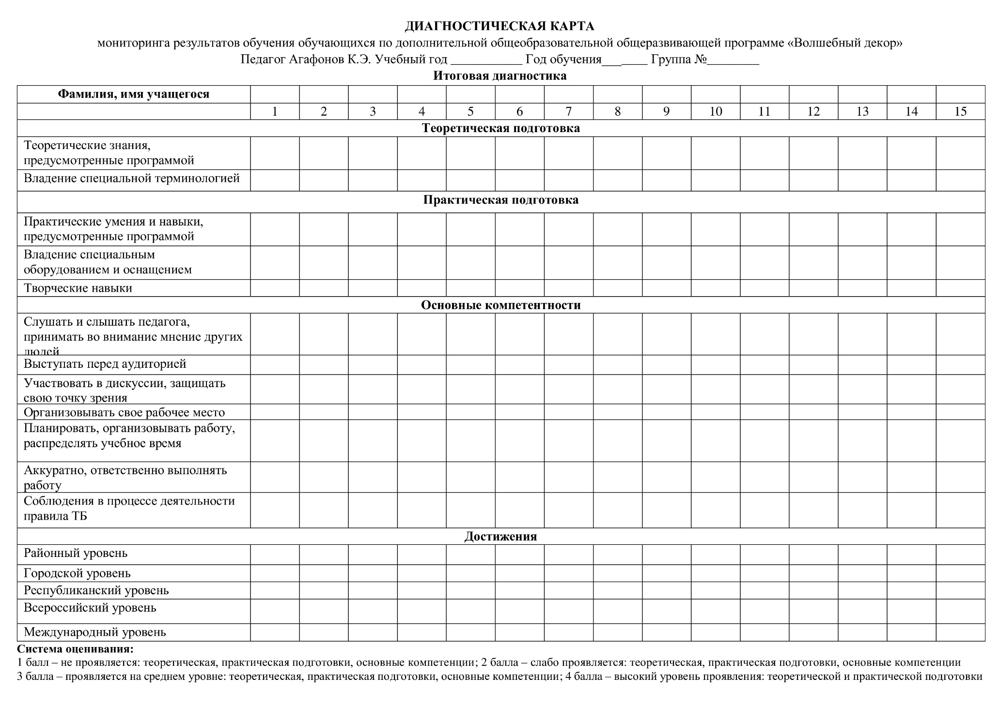 ДИАГНОСТИЧЕСКАЯ КАРТА
мониторинга результатов обучения обучающихся по дополнительной общеобразовательной общеразвивающей программе «Волшебный декор»
Педагог Агафонов К.Э. Учебный год ___________ Год обучения_______ Группа №________
Итоговая диагностика
Фамилия, имя учащегося
1 2 3 4 5 6 7 8 9 10 11 12 13 14 15
Теоретическая подготовка
Теоретические знания,
предусмотренные программой
Владение специальной терминологией
Практическая подготовка
Практические умения и навыки,
предусмотренные программой
Владение специальным
оборудованием и оснащением
Творческие навыки
Основные компетентности
Слушать и слышать педагога,
принимать во внимание мнение других
людей
Выступать перед аудиторией
Участвовать в дискуссии, защищать
свою точку зрения
Организовывать свое рабочее место
Планировать, организовывать работу,
распределять учебное время
Аккуратно, ответственно выполнять
работу
Соблюдения в процессе деятельности
правила ТБ
Достижения
Районный уровень
Городской уровень
Республиканский уровень
Всероссийский уровень
Международный уровень
Система оценивания:
1 балл – не проявляется: теоретическая, практическая подготовки, основные компетенции; 2 балла – слабо проявляется: теоретическая, практическая подготовки, основные компетенции
3 балла – проявляется на среднем уровне: теоретическая, практическая подготовки, основные компетенции; 4 балла – высокий уровень проявления: теоретической и практической подготовки